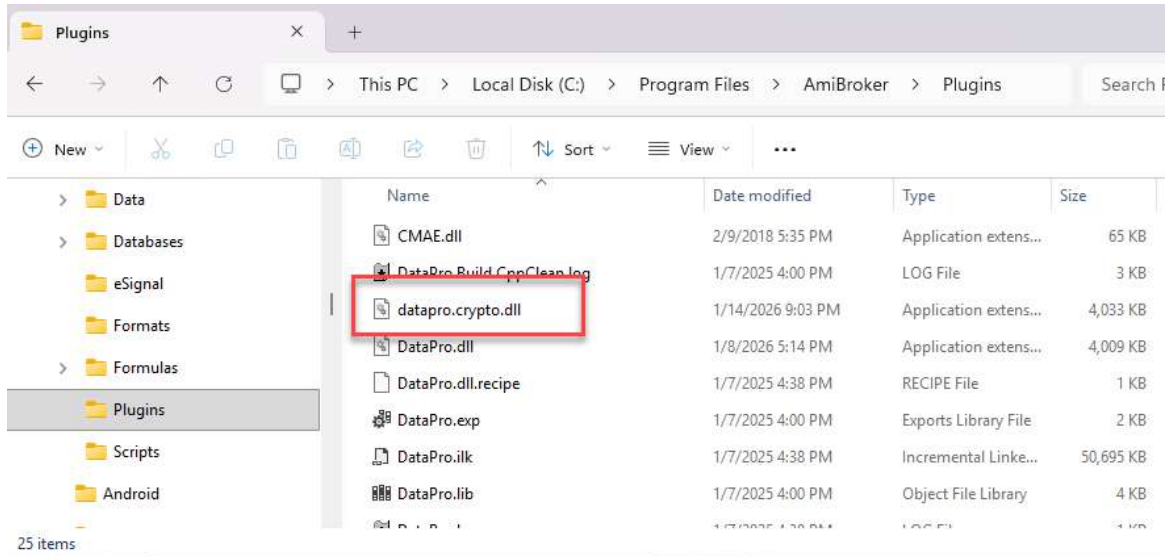 Plugins
This PC > Local Disk (C:) > Program Files > AmiBroker > Plugins
Search
New Sort View
Name Date modified Type Size
Data
Databases
eSignal
Formats
Formulas
Plugins
Scripts
Android
CMAE.dll 2/9/2018 5:35 PM Application extens... 65 KB
DataPro.Build.CppClean.log 1/7/2025 4:00 PM LOG File 3 KB
datapro.crypto.dll 1/14/2026 9:03 PM Application extens... 4,033 KB
DataPro.dll 1/8/2026 5:14 PM Application extens... 4,009 KB
DataPro.dll.recipe 1/7/2025 4:38 PM RECIPE File 1 KB
DataPro.exp 1/7/2025 4:00 PM Exports Library File 2 KB
DataPro.ilk 1/7/2025 4:38 PM Incremental Linke... 50,695 KB
DataPro.lib 1/7/2025 4:00 PM Object File Library 4 KB
25 items